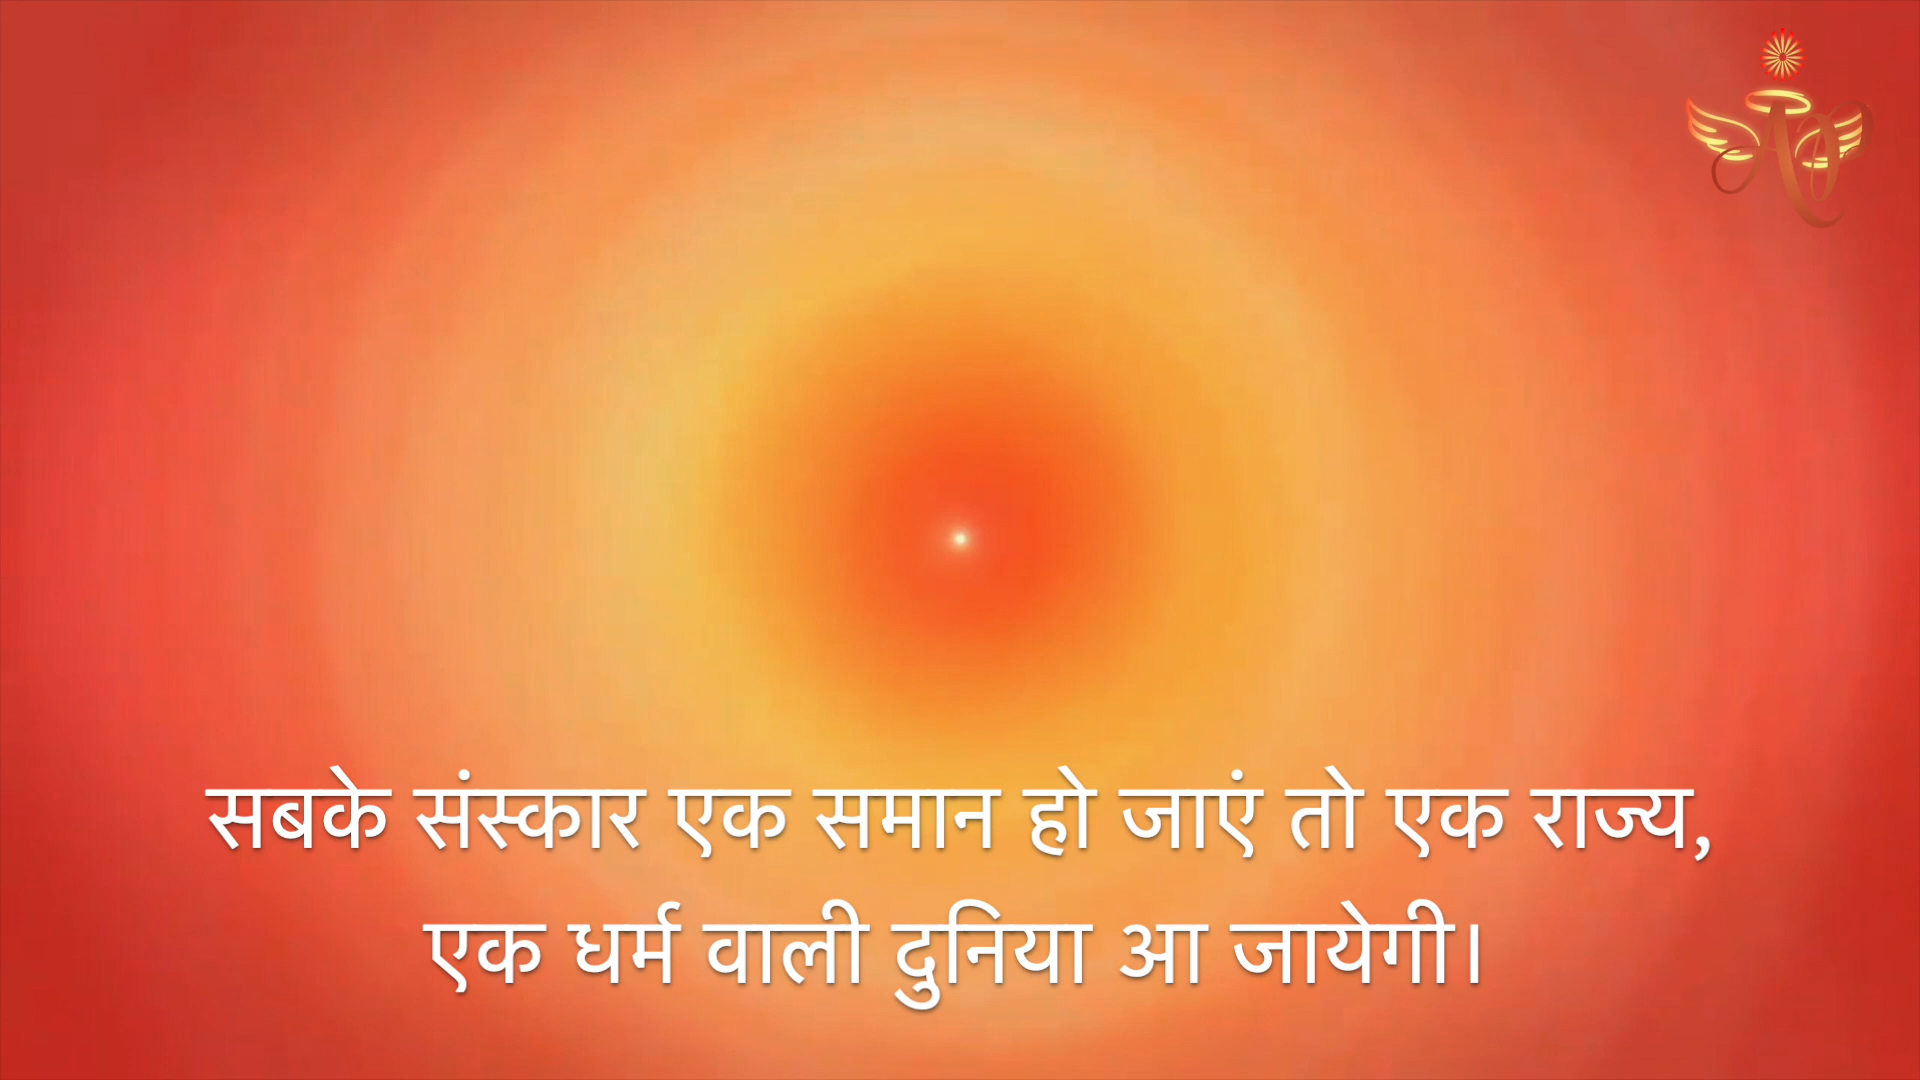 सबके संस्कार एक समान हो जाएं तो एक राज्य,
एक धर्म वाली दुनिया आ जायेगी।